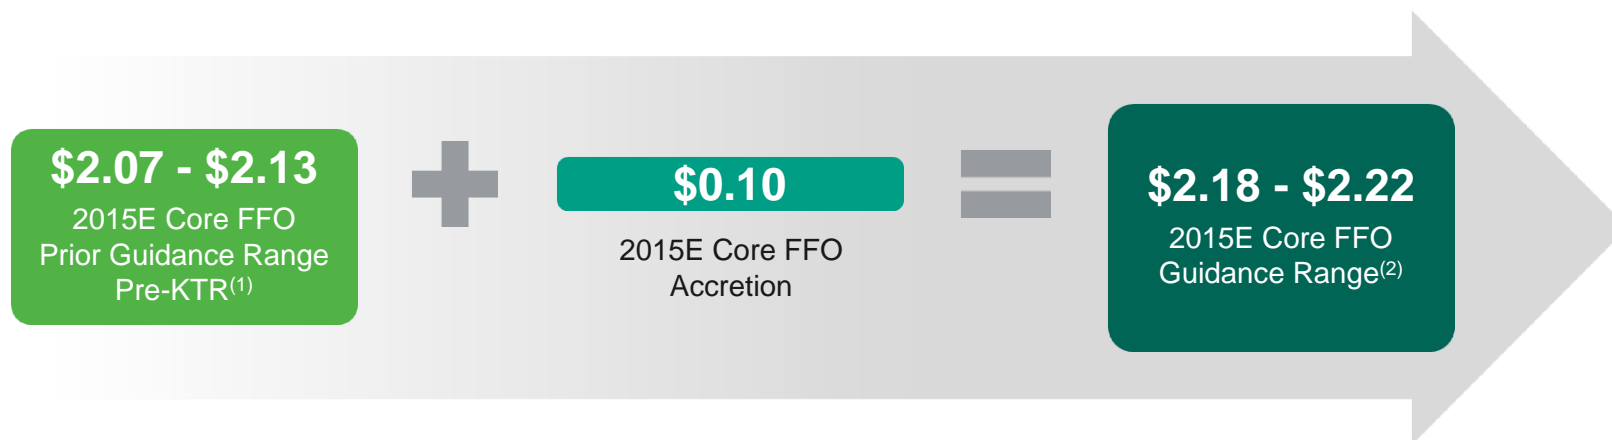 $2.07 - $2.13
2015E Core FFO
Prior Guidance Range
Pre-KTR(1)
$0.10
2015E Core FFO
Accretion
$2.18 - $2.22
2015E Core FFO
Guidance Range(2)